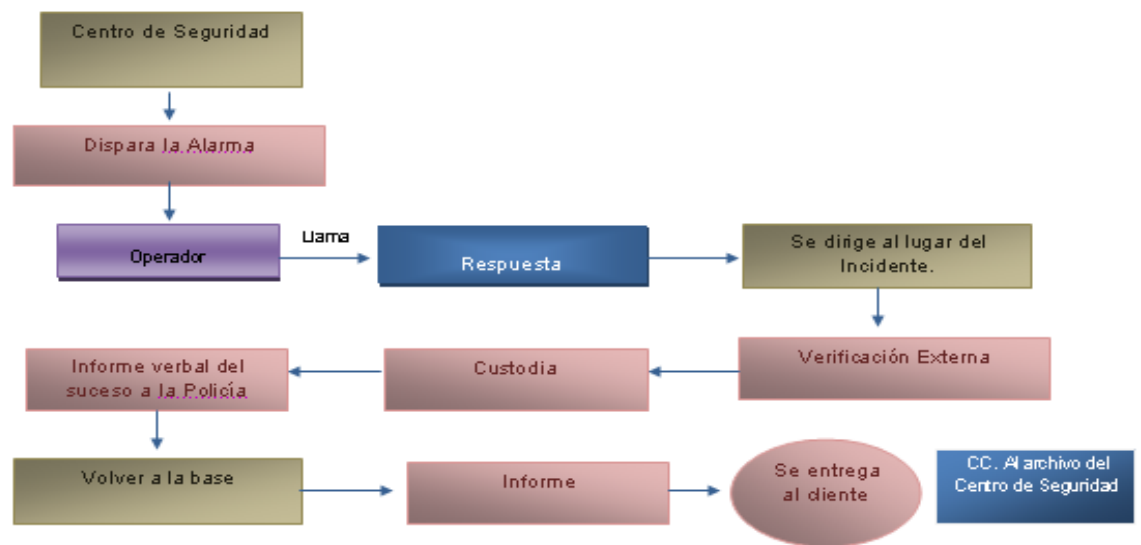 Centro de Seguridad
Dispara la Alarma
Operador
Llama
Respuesta
Se dirige al lugar del
Incidente.
Verificación Externa
Custodia
Informe verbal del
suceso a la Policía
Volver a la base
Informe
Se entrega
al cliente
CC. Al archivo del
Centro de Seguridad